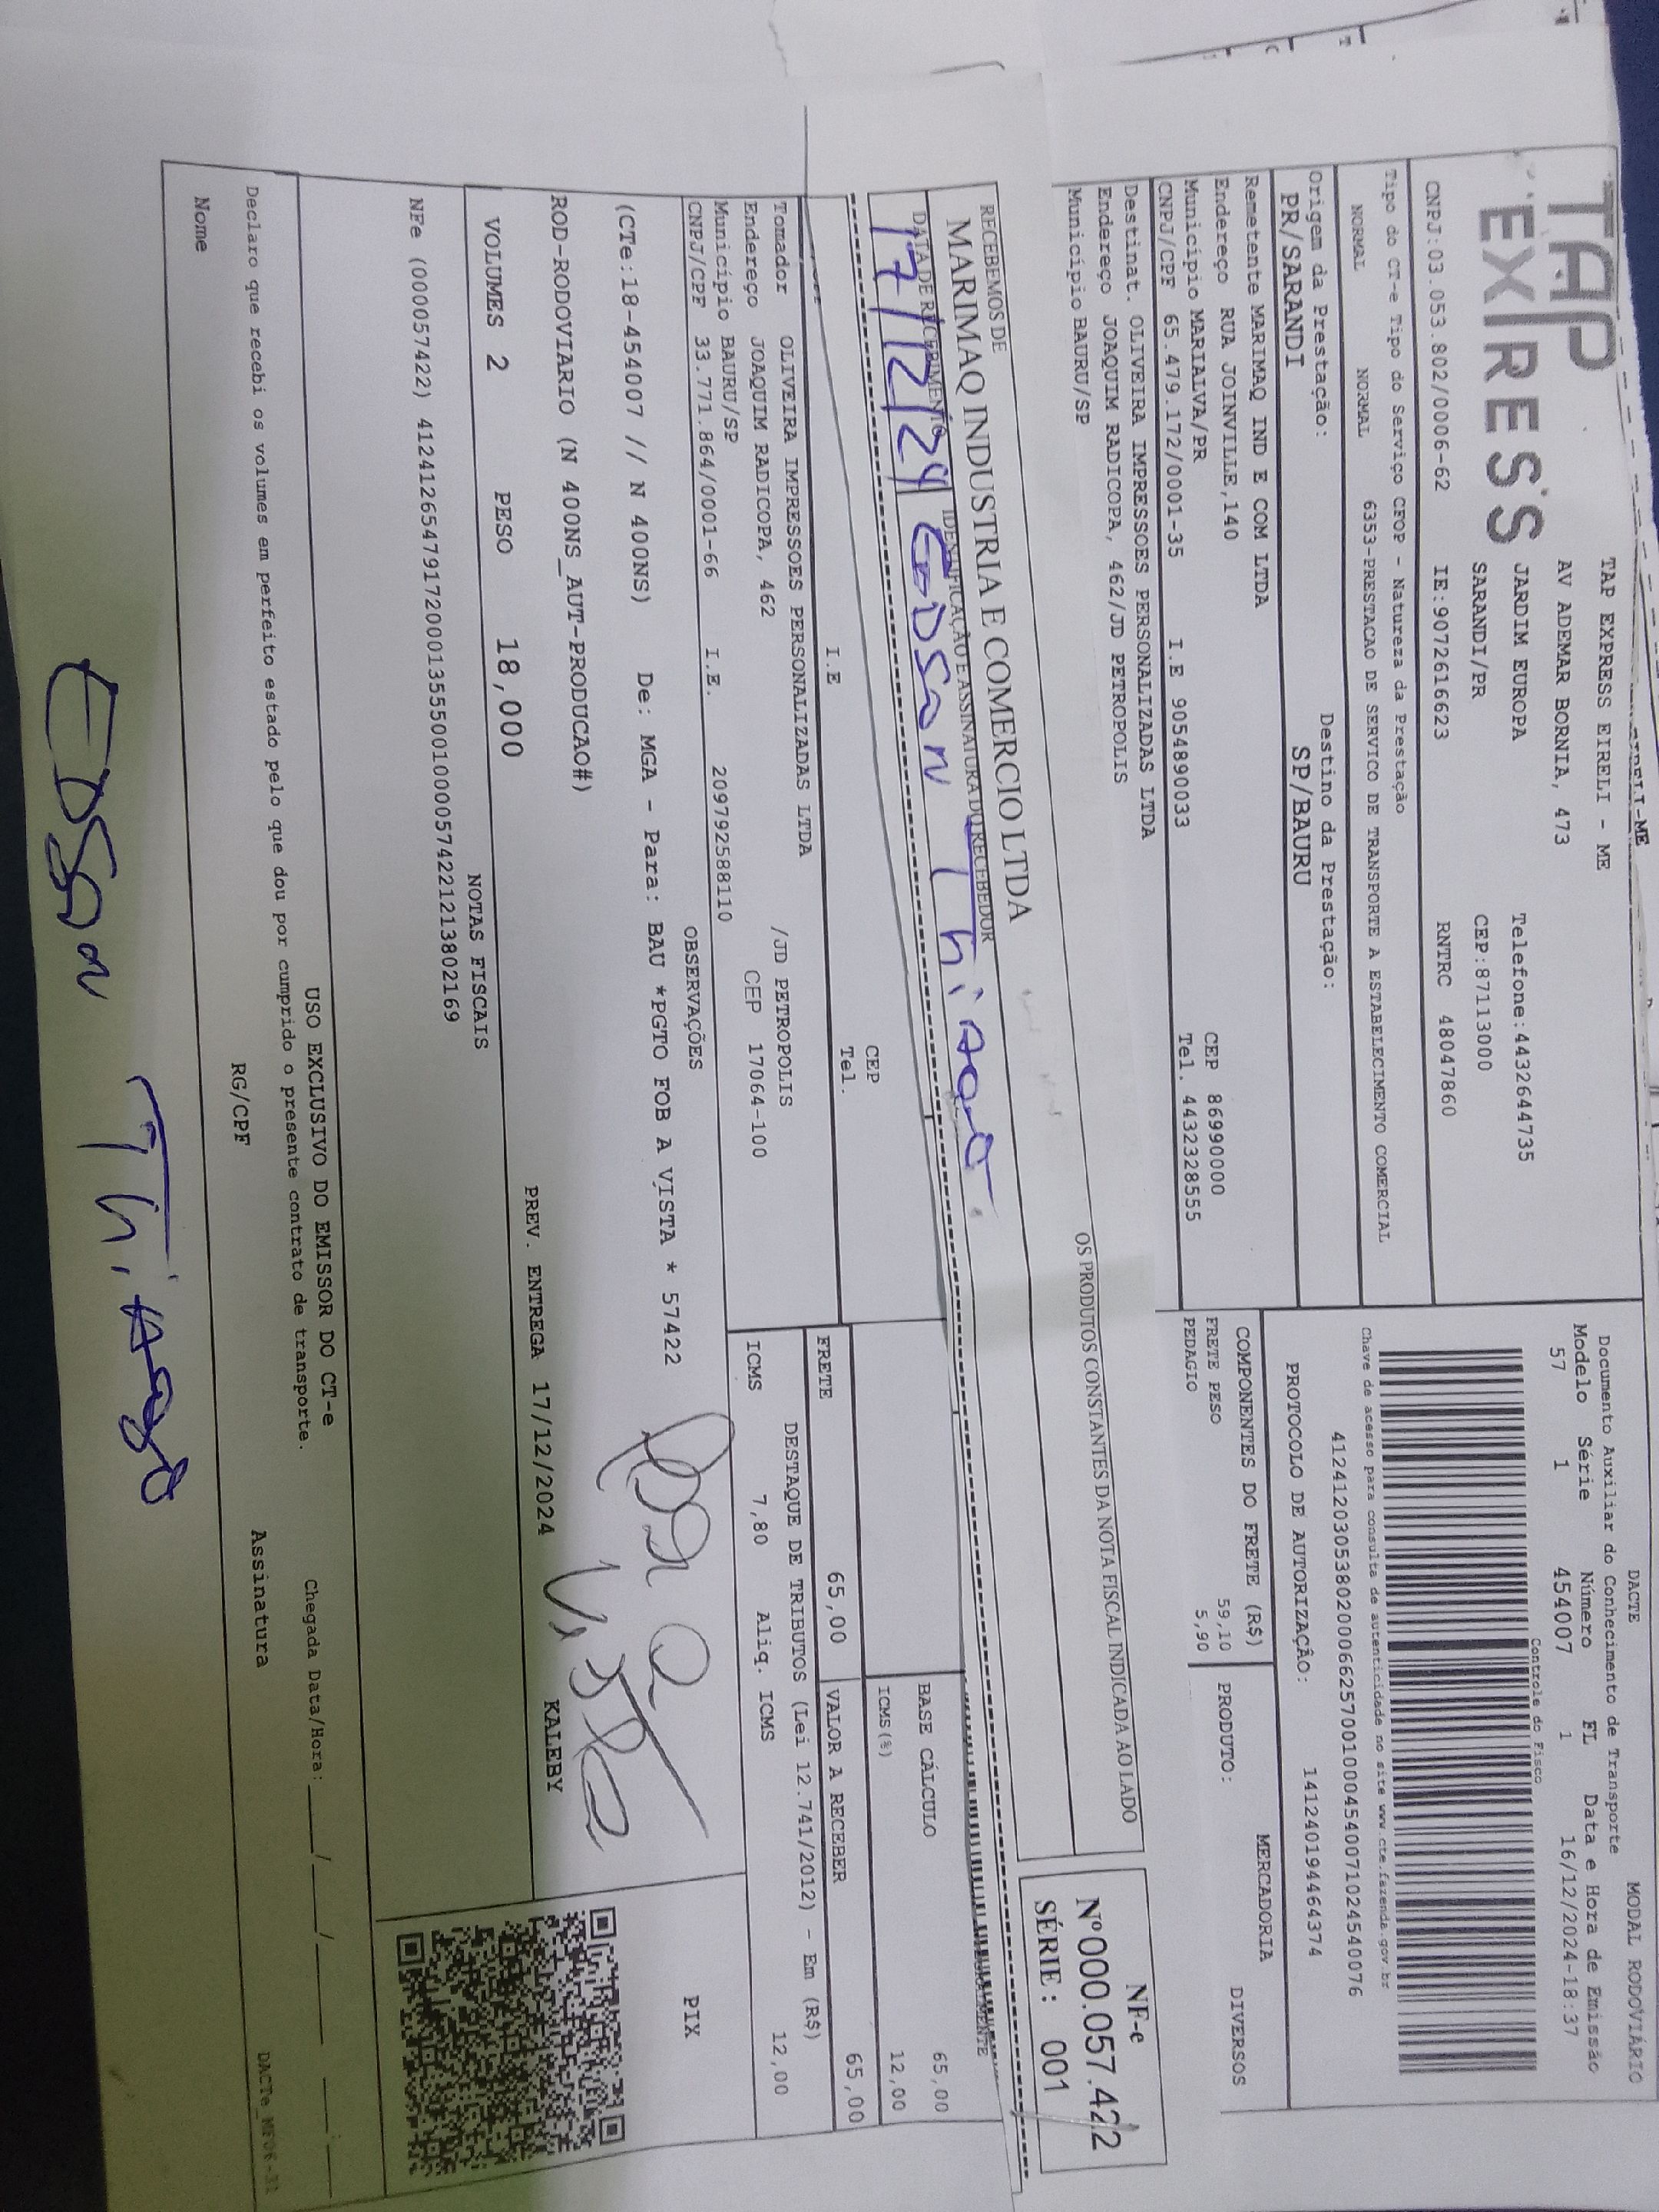 TAP
EXPRESS
TAP EXPRESS EIRELI - ME
AV ADEMAR BORNIA, 473
JARDIM EUROPA
Telefone:4432644735
SARANDI/PR
CEP:87113000
CNPJ:03.053.802/0006-62 IE:9072616623 RNTRC 48047860
DACTE
MODAL RODOVIÁRIO
Documento Auxiliar do Conhecimento de Transporte
Modelo Série Número FL Data e Hora de Emissão
57 1 454007 1 16/12/2024-18:37
Controle do Fisco
Tipo do CT-e Tipo do Serviço CFOP - Natureza da Prestação
NORMAL NORMAL 6353-PRESTACAO DE SERVICO DE TRANSPORTE A ESTABELECIMENTO COMERCIAL
Chave de acesso para consulta de autenticidade no site www.cte.fazenda.gov.br
41241203053802000662570010004540071024540076
Origem da Prestação: Destino da Prestação:
PR/SARANDI SP/BAURU
PROTOCOLO DE AUTORIZAÇÃO: 141240194464374
Remetente MARIMAQ IND E COM LTDA
Endereço RUA JOINVILLE,140 CEP 86990000
Município MARIALVA/PR Tel. 4432328555
CNPJ/CPF 65.479.172/0001-35 I.E 9054890033
COMPONENTES DO FRETE (R$)
FRETE PESO 59,10
PEDAGIO 5,90
MERCADORIA
PRODUTO: DIVERSOS
Destinat. OLIVEIRA IMPRESSOES PERSONALIZADAS LTDA
Endereço JOAQUIM RADICOPA, 462/JD PETROPOLIS
Município BAURU/SP
RECEBEMOS DE
MARIMAQ INDUSTRIA E COMERCIO LTDA
OS PRODUTOS CONSTANTES DA NOTA FISCAL INDICADA AO LADO
DATA DE RECEBIMENTO
IDENTIFICAÇÃO E ASSINATURA DO RECEBEDOR
17/12/24 EDSON Thiago
NF-e
Nº000.057.422
SÉRIE: 001
BASE CÁLCULO 65,00
ICMS(%) 12,00
CEP
I.E Tel.
FRETE 65,00 VALOR A RECEBER 65,00
Tomador OLIVEIRA IMPRESSOES PERSONALIZADAS LTDA
Endereço JOAQUIM RADICOPA, 462 /JD PETROPOLIS
Município BAURU/SP CEP 17064-100
CNPJ/CPF 33.771.864/0001-66 I.E. 209792588110
DESTAQUE DE TRIBUTOS (Lei 12.741/2012) - Em (R$)
ICMS 7,80 Aliq. ICMS 12,00
OBSERVAÇÕES
(CTe:18-454007 // N 400NS) De: MGA - Para: BAU *PGTO FOB A VISTA * 57422
ROD-RODOVIARIO (N 400NS_AUT-PRODUCAO#)
PIX
PREV. ENTREGA 17/12/2024 KALEBY
VOLUMES 2 PESO 18,000
NOTAS FISCAIS
NFe (000057422) 41241265479172000135550010000574221213802169
USO EXCLUSIVO DO EMISSOR DO CT-e
Declaro que recebi os volumes em perfeito estado pelo que dou por cumprido o presente contrato de transporte.
Chegada Data/Hora: ____/____/______ ____:____
Nome RG/CPF Assinatura
EDSON Thiago